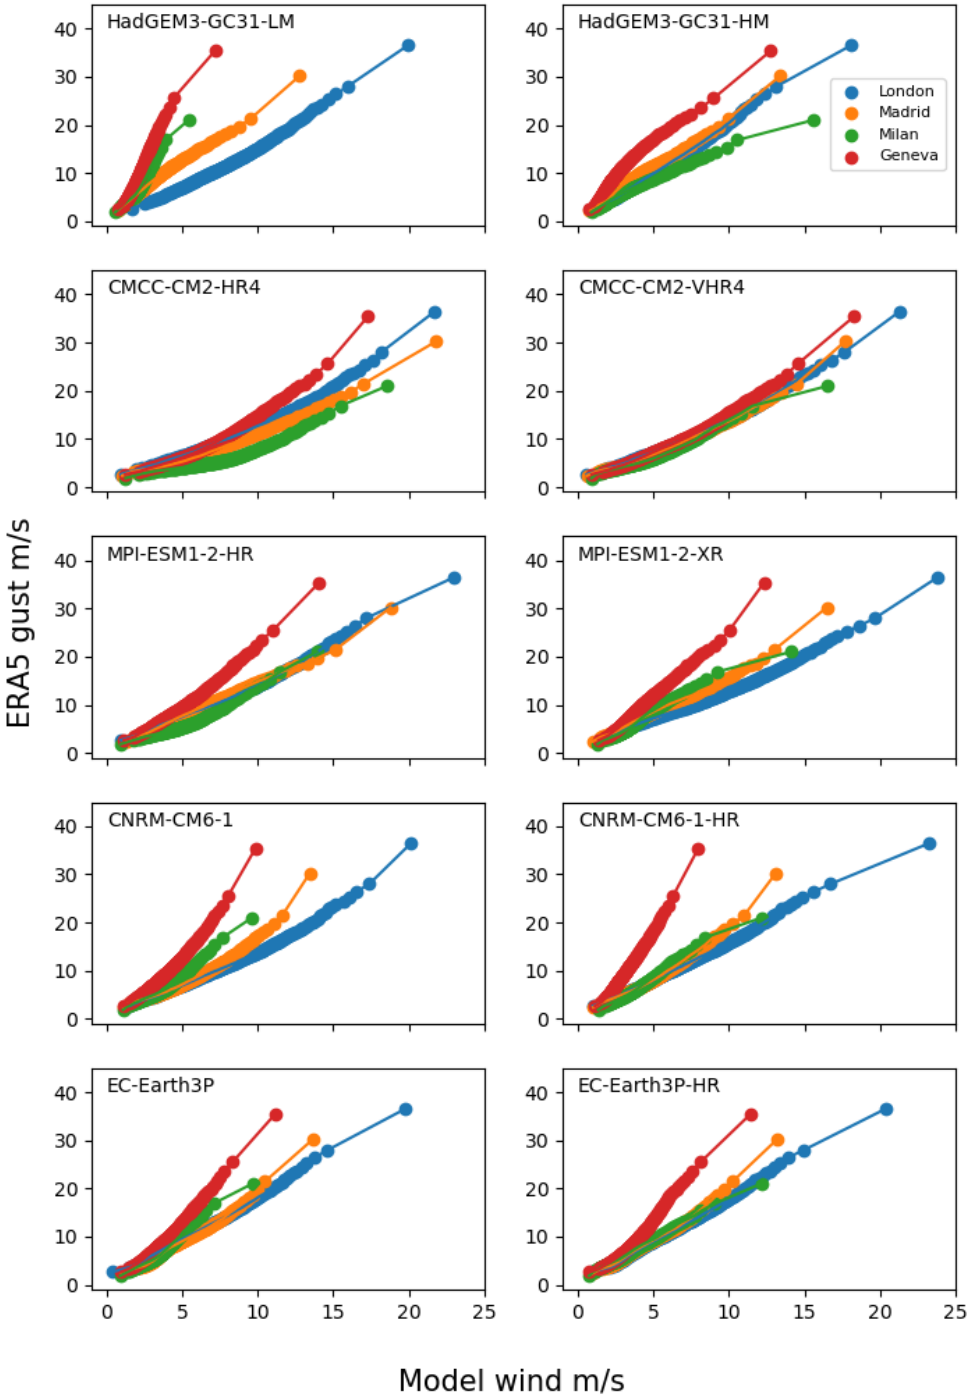 HadGEM3-GC31-LM
40
30
20
10
0
HadGEM3-GC31-HM
40
30
20
10
0
London
Madrid
Milan
Geneva
CMCC-CM2-HR4
40
30
20
10
0
CMCC-CM2-VHR4
40
30
20
10
0
MPI-ESM1-2-HR
40
30
20
10
0
MPI-ESM1-2-XR
40
30
20
10
0
ERA5 gust m/s
CNRM-CM6-1
40
30
20
10
0
CNRM-CM6-1-HR
40
30
20
10
0
EC-Earth3P
40
30
20
10
0
0 5 10 15 20 25
EC-Earth3P-HR
40
30
20
10
0
0 5 10 15 20 25
Model wind m/s